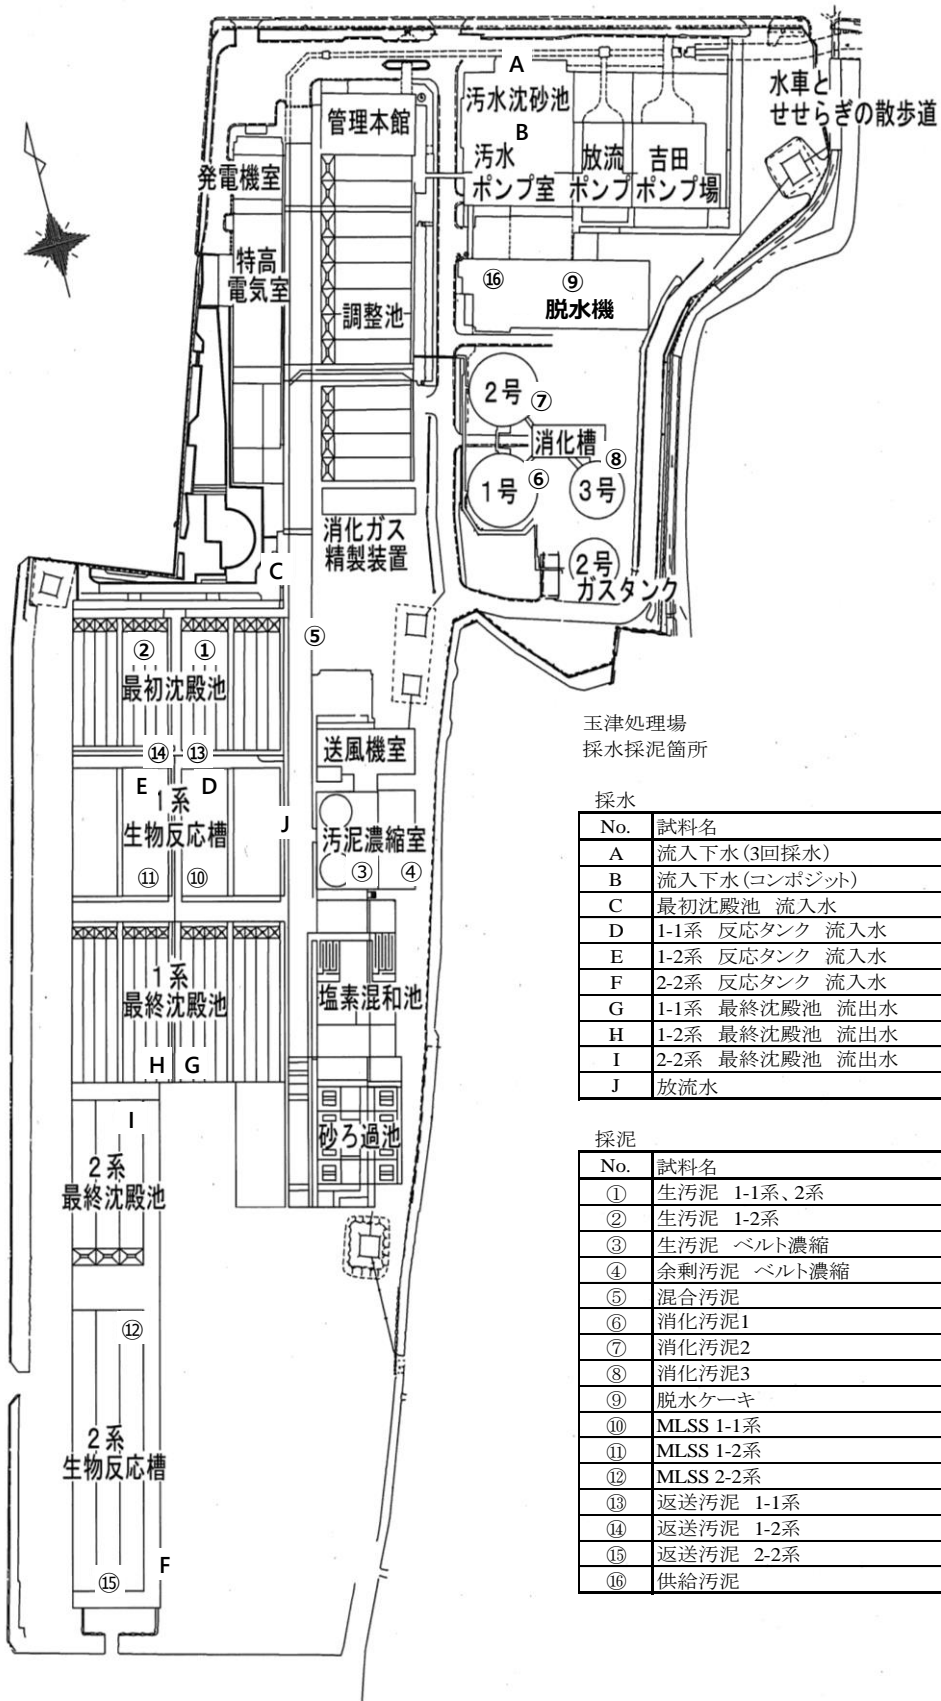 A
汚水沈砂池
B
汚水
ポンプ室
放流
ポンプ
吉田
ポンプ場
水車と
せせらぎの散歩道
管理本館
発電機室
特高
電気室
調整池
⑯
⑨
脱水機
2号
⑦
消化槽
⑧
1号
⑥
3号
消化ガス
精製装置
2号
ガスタンク
C
⑤
②
①
最初沈殿池
⑭
⑬
E
D
1系
生物反応槽
⑪
⑩
J
送風機室
汚泥濃縮室
③
④
1系
最終沈殿池
塩素混和池
H
G
I
砂ろ過池
2系
最終沈殿池
⑫
2系
生物反応槽
F
⑮
玉津処理場
採水採泥箇所
採水
No. 試料名
A 流入下水(3回採水)
B 流入下水(コンポジット)
C 最初沈殿池 流入水
D 1-1系 反応タンク 流入水
E 1-2系 反応タンク 流入水
F 2-2系 反応タンク 流入水
G 1-1系 最終沈殿池 流出水
H 1-2系 最終沈殿池 流出水
I 2-2系 最終沈殿池 流出水
J 放流水
採泥
No. 試料名
① 生汚泥 1-1系、2系
② 生汚泥 1-2系
③ 生汚泥 ベルト濃縮
④ 余剰汚泥 ベルト濃縮
⑤ 混合汚泥
⑥ 消化汚泥1
⑦ 消化汚泥2
⑧ 消化汚泥3
⑨ 脱水ケーキ
⑩ MLSS 1-1系
⑪ MLSS 1-2系
⑫ MLSS 2-2系
⑬ 返送汚泥 1-1系
⑭ 返送汚泥 1-2系
⑮ 返送汚泥 2-2系
⑯ 供給汚泥